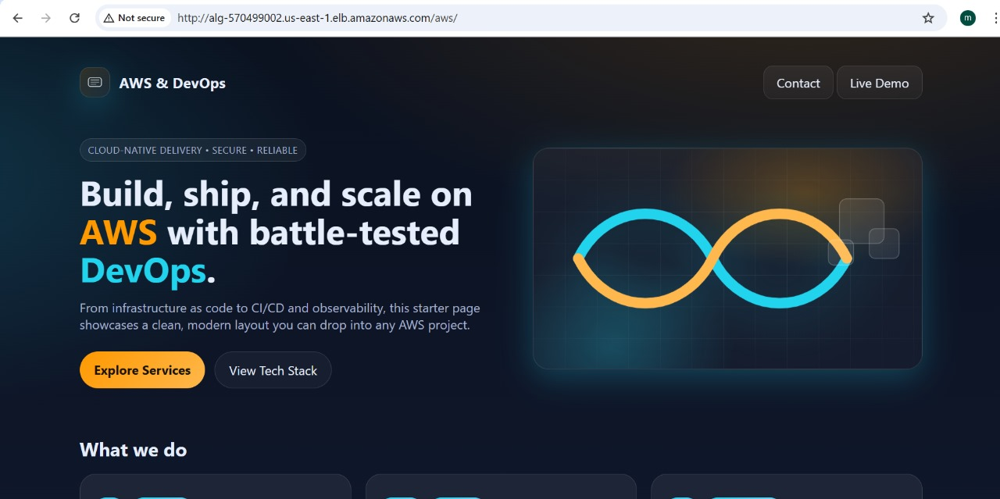 Not secure
http://alg-570499002.us-east-1.elb.amazonaws.com/aws/
m
AWS & DevOps
Contact
Live Demo
CLOUD-NATIVE DELIVERY • SECURE • RELIABLE
Build, ship, and scale on
AWS with battle-tested
DevOps.
From infrastructure as code to CI/CD and observability, this starter page
showcases a clean, modern layout you can drop into any AWS project.
Explore Services
View Tech Stack
What we do